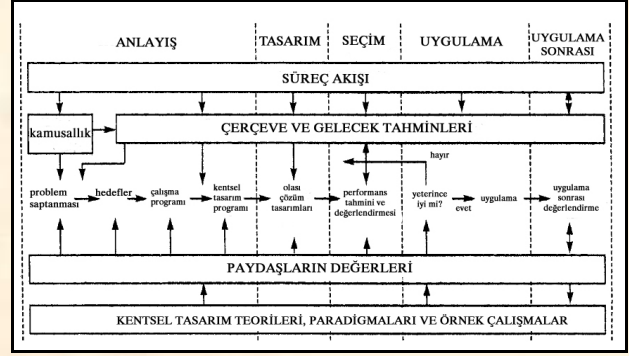 ANLAYIŞ
TASARIM
SEÇİM
UYGULAMA
UYGULAMA
SONRASI
SÜREÇ AKIŞI
kamusallık
ÇERÇEVE VE GELECEK TAHMİNLERİ
hayır
problem
saptanması
hedefler
çalışma
programı
kentsel
tasarım
programı
olası
çözüm
tasarımları
performans
tahmini ve
değerlendirmesi
yeterince
iyi mi?
evet
uygulama
uygulama
sonrası
değerlendirme
PAYDAŞLARIN DEĞERLERİ
KENTSEL TASARIM TEORİLERİ, PARADİGMALARI VE ÖRNEK ÇALIŞMALAR